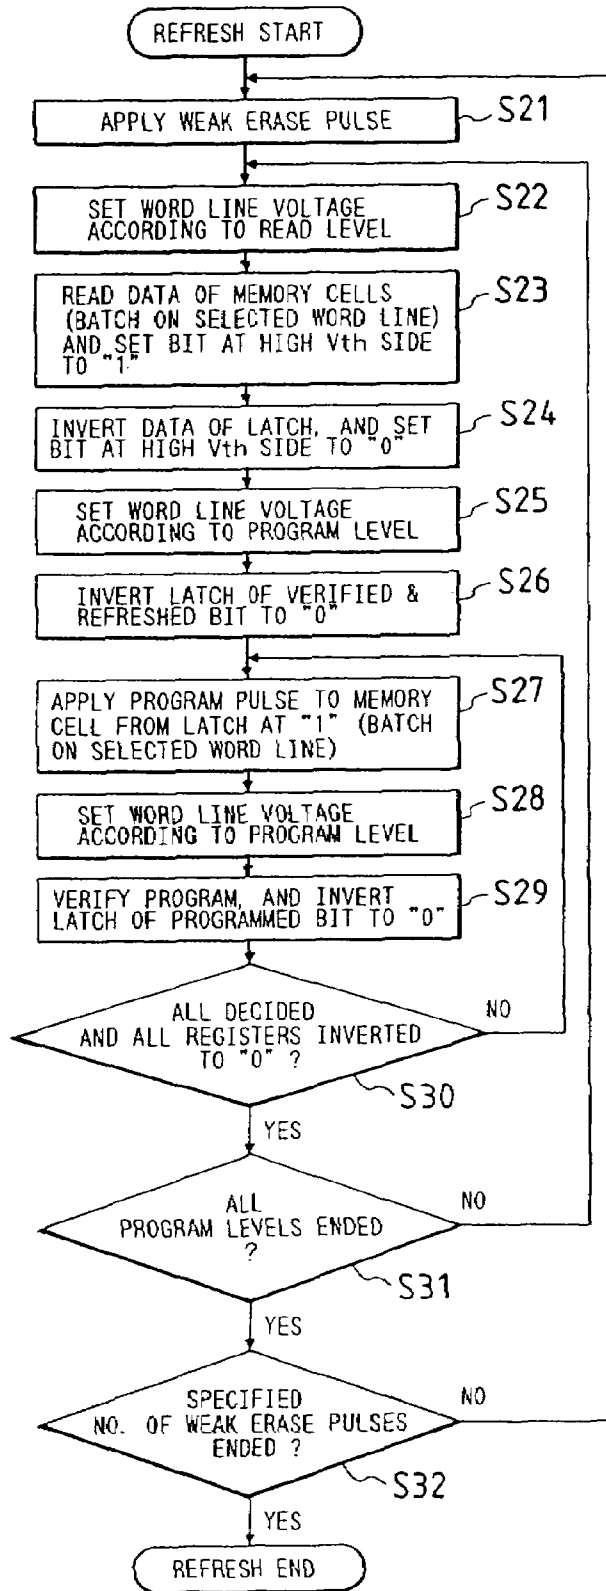 REFRESH START
APPLY WEAK ERASE PULSE
S21
SET WORD LINE VOLTAGE
ACCORDING TO READ LEVEL
S22
READ DATA OF MEMORY CELLS
(BATCH ON SELECTED WORD LINE)
AND SET BIT AT HIGH Vth SIDE
TO "1"
S23
INVERT DATA OF LATCH, AND SET
BIT AT HIGH Vth SIDE TO "0"
S24
SET WORD LINE VOLTAGE
ACCORDING TO PROGRAM LEVEL
S25
INVERT LATCH OF VERIFIED &
REFRESHED BIT TO "0"
S26
APPLY PROGRAM PULSE TO MEMORY
CELL FROM LATCH AT "1" (BATCH
ON SELECTED WORD LINE)
S27
SET WORD LINE VOLTAGE
ACCORDING TO PROGRAM LEVEL
S28
VERIFY PROGRAM, AND INVERT
LATCH OF PROGRAMMED BIT TO "0"
S29
ALL DECIDED
AND ALL REGISTERS INVERTED
TO "0" ?
NO
S30
YES
ALL
PROGRAM LEVELS ENDED
?
NO
S31
YES
SPECIFIED
NO. OF WEAK ERASE PULSES
ENDED ?
NO
S32
YES
REFRESH END